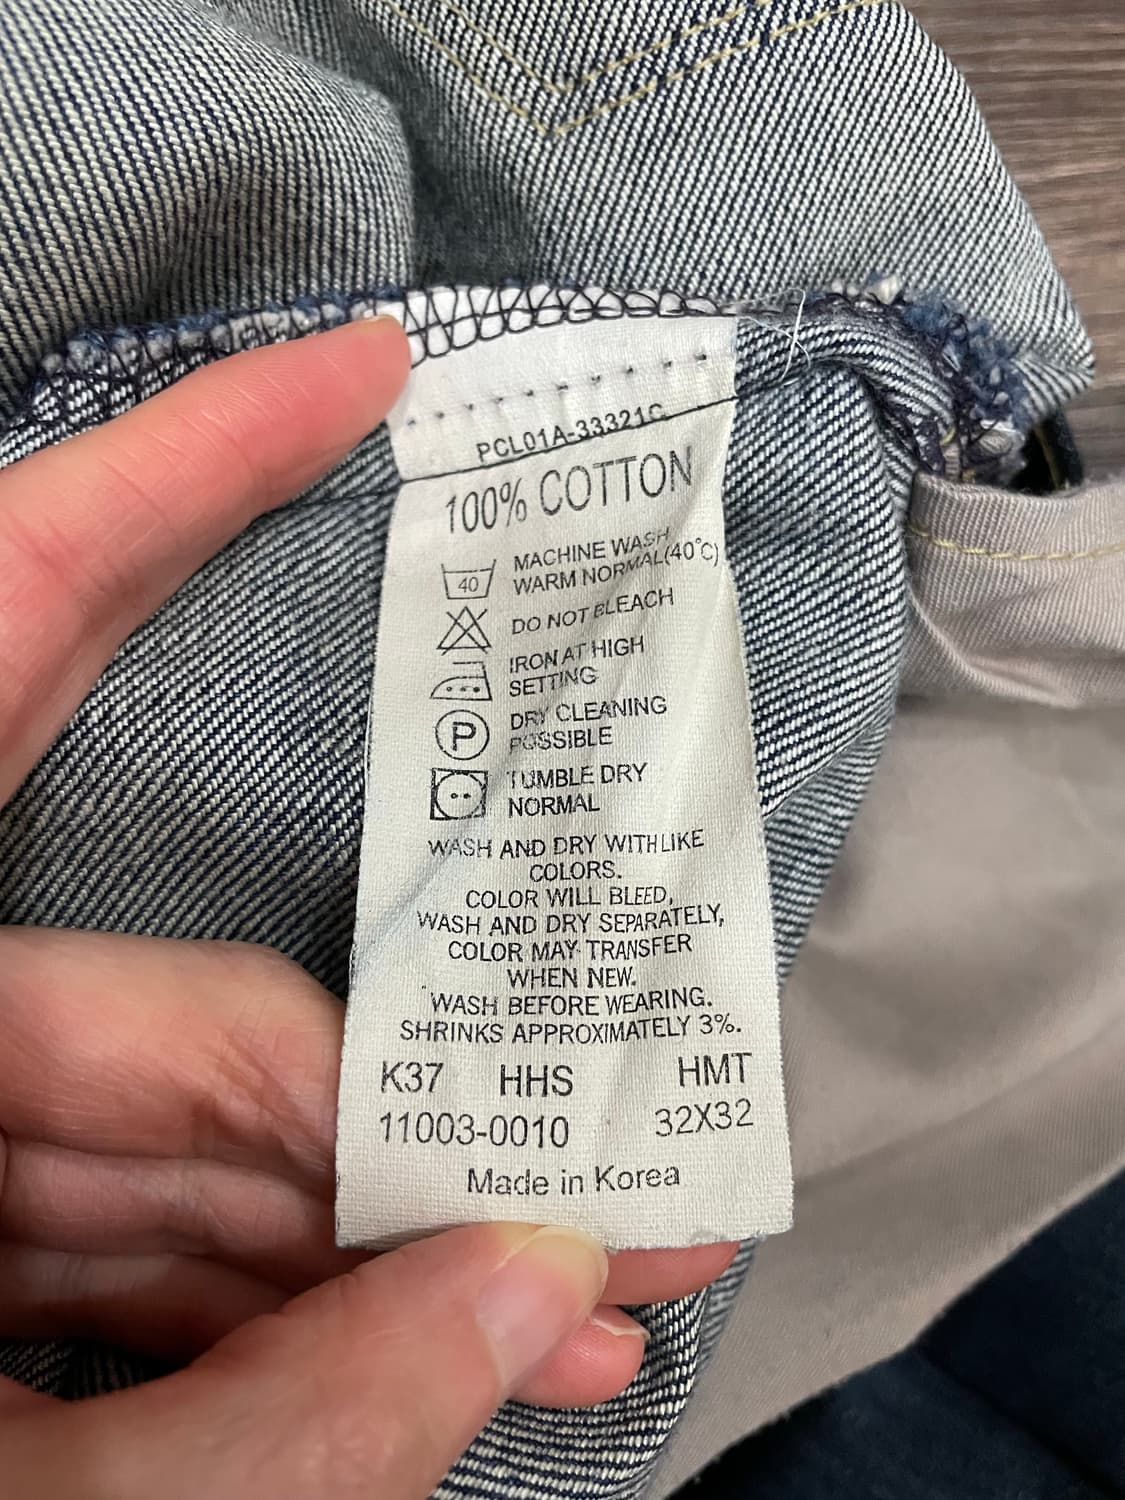 PCL01A-33321C
100% COTTON
40
MACHINE WASH
WARM NORMAL(40°C)
DO NOT BLEACH
IRON AT HIGH
SETTING
P
DRY CLEANING
POSSIBLE
TUMBLE DRY
NORMAL
WASH AND DRY WITH LIKE
COLORS.
COLOR WILL BLEED,
WASH AND DRY SEPARATELY,
COLOR MAY TRANSFER
WHEN NEW.
WASH BEFORE WEARING.
SHRINKS APPROXIMATELY 3%.
K37 HHS HMT
11003-0010 32X32
Made in Korea